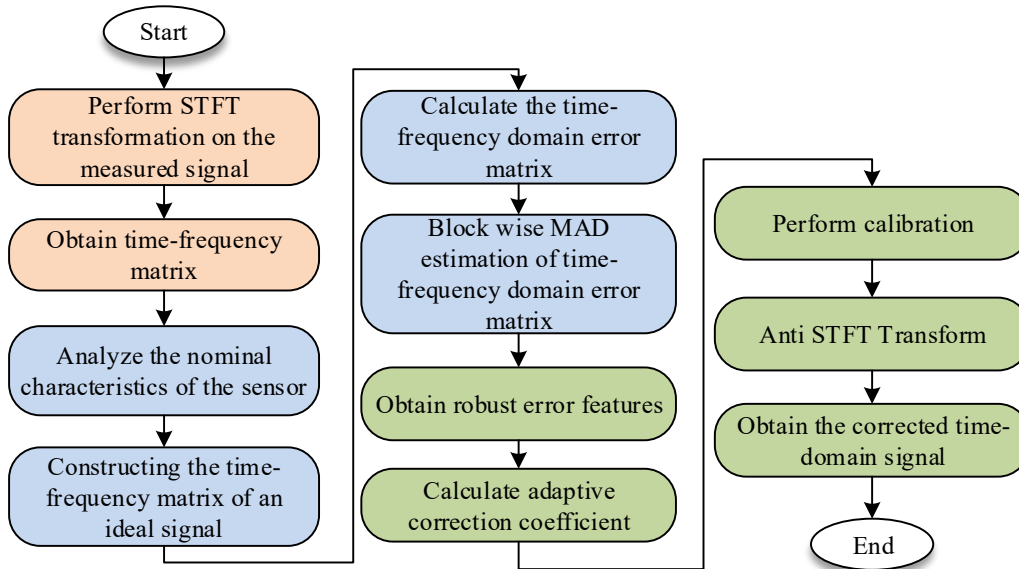 Start
Perform STFT
transformation on the
measured signal
Obtain time-frequency
matrix
Analyze the nominal
characteristics of the sensor
Constructing the time-
frequency matrix of an
ideal signal
Calculate the time-
frequency domain error
matrix
Block wise MAD
estimation of time-
frequency domain error
matrix
Obtain robust error features
Calculate adaptive
correction coefficient
Perform calibration
Anti STFT Transform
Obtain the corrected time-
domain signal
End